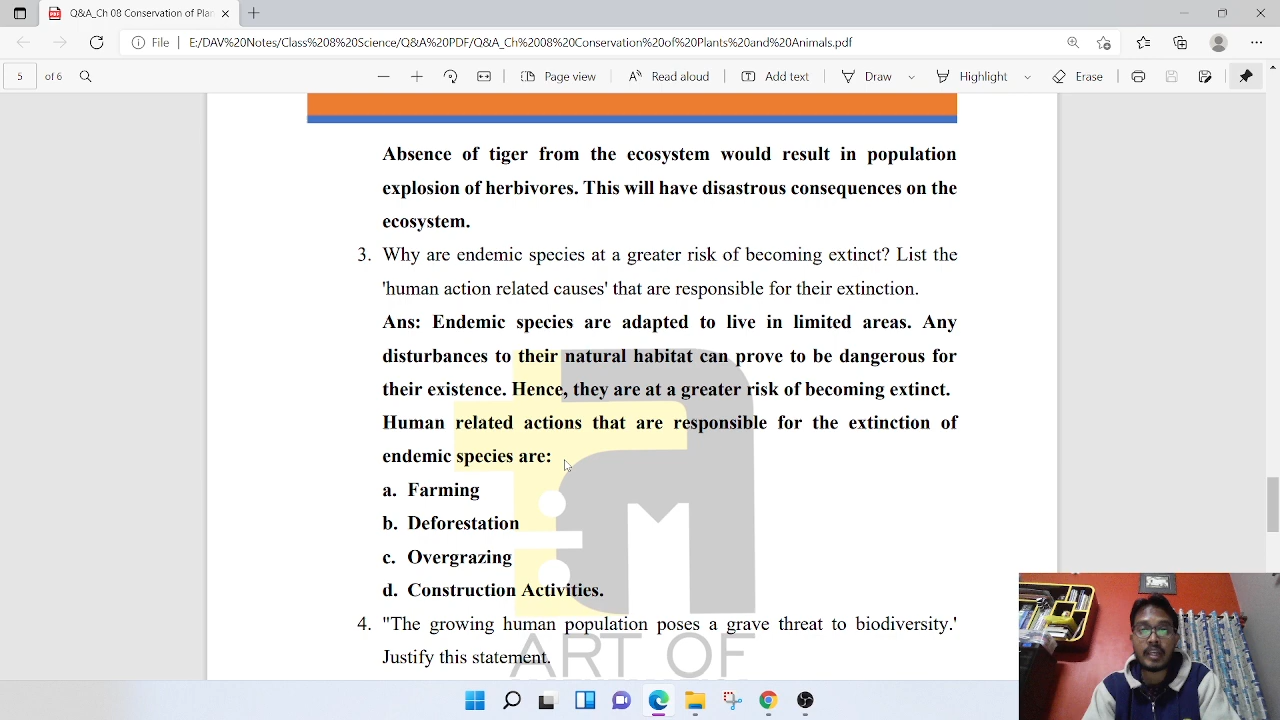 Q&A_Ch 08 Conservation of Plan
File
E:/DAV%20Notes/Class%208%20Science/Q&A%20PDF/Q&A_Ch%2008%20Conservation%20of%20Plants%20and%20Animals.pdf
5 of 6
Page view
Read aloud
Add text
Draw
Highlight
Erase
Absence of tiger from the ecosystem would result in population
explosion of herbivores. This will have disastrous consequences on the
ecosystem.
3. Why are endemic species at a greater risk of becoming extinct? List the
'human action related causes' that are responsible for their extinction.
Ans: Endemic species are adapted to live in limited areas. Any
disturbances to their natural habitat can prove to be dangerous for
their existence. Hence, they are at a greater risk of becoming extinct.
Human related actions that are responsible for the extinction of
endemic species are:
a. Farming
b. Deforestation
c. Overgrazing
d. Construction Activities.
4. "The growing human population poses a grave threat to biodiversity.'
Justify this statement.
ART OF